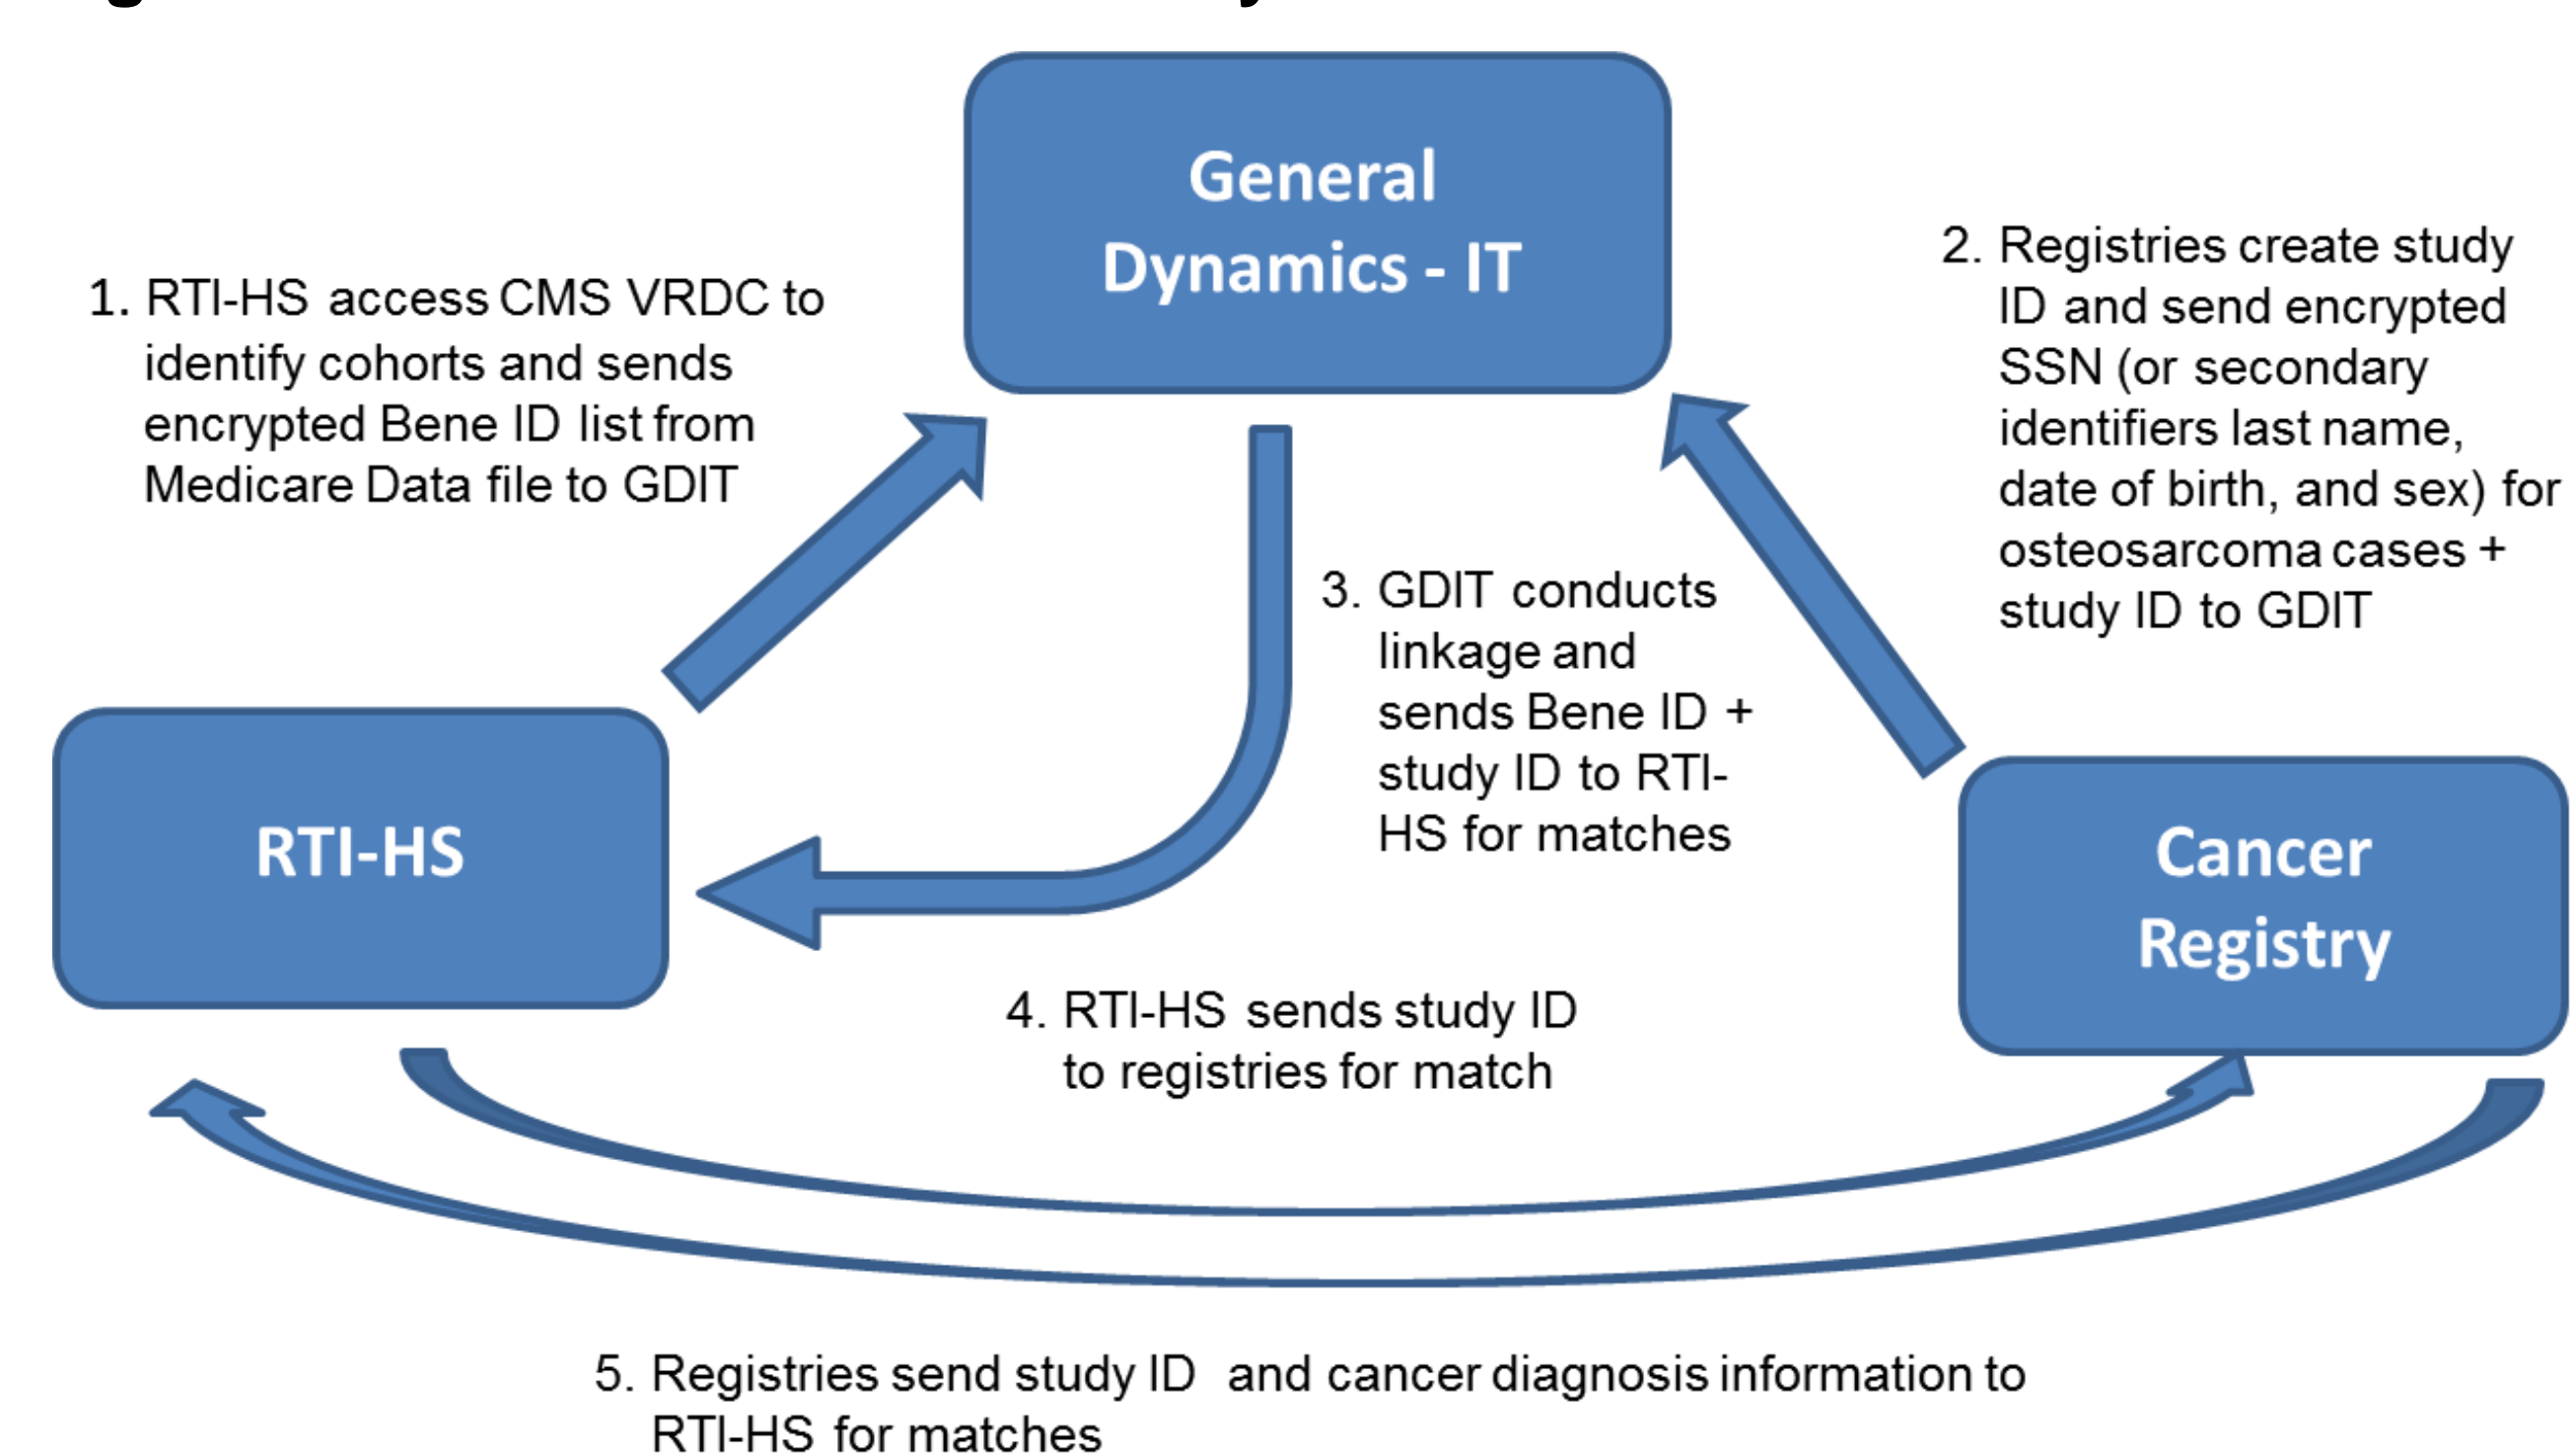 General
Dynamics - IT
1. RTI-HS access CMS VRDC to
identify cohorts and sends
encrypted Bene ID list from
Medicare Data file to GDIT
2. Registries create study
ID and send encrypted
SSN (or secondary
identifiers last name,
date of birth, and sex) for
osteosarcoma cases +
study ID to GDIT
3. GDIT conducts
linkage and
sends Bene ID +
study ID to RTI-
HS for matches
RTI-HS
Cancer
Registry
4. RTI-HS sends study ID
to registries for match
5. Registries send study ID and cancer diagnosis information to
RTI-HS for matches